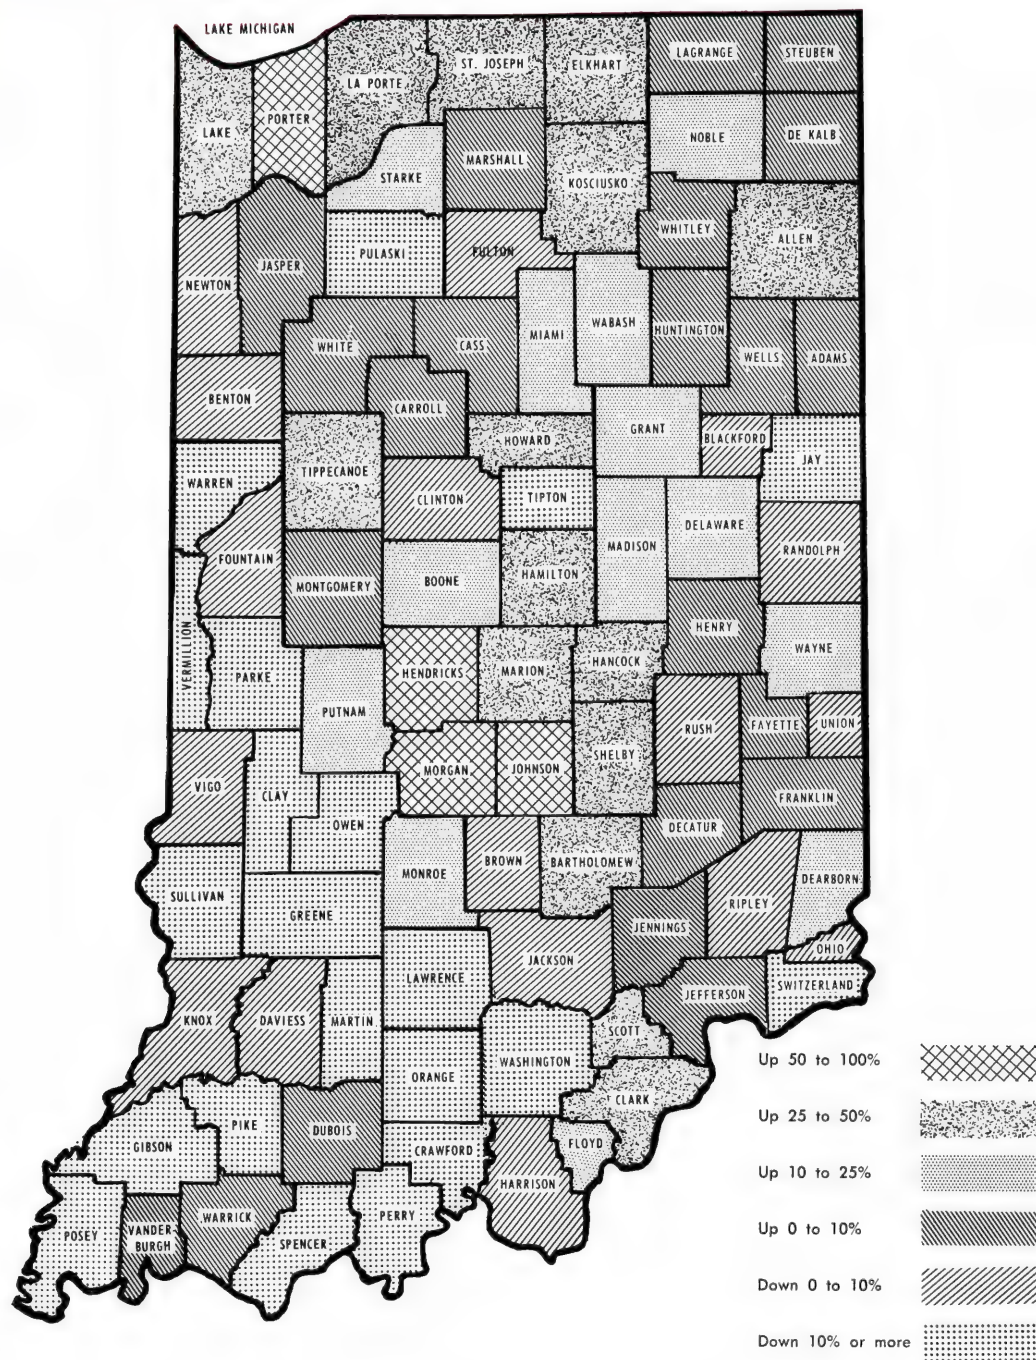 LAKE MICHIGAN
LAGRANGE
STEUBEN
ST. JOSEPH
ELKHART
LA PORTE
PORTER
LAKE
NOBLE
DE KALB
MARSHALL
STARKE
KOSCIUSKO
WHITLEY
ALLEN
PULASKI
FULTON
JASPER
NEWTON
WABASH
HUNTINGTON
MIAMI
WHITE
CASS
WELLS
ADAMS
BENTON
CARROLL
GRANT
HOWARD
BLACKFORD
JAY
TIPPECANOE
WARREN
CLINTON
TIPTON
DELAWARE
MADISON
RANDOLPH
FOUNTAIN
HAMILTON
BOONE
MONTGOMERY
HENRY
WAYNE
VERMILLION
HENDRICKS
MARION
HANCOCK
PARKE
PUTNAM
RUSH
FAYETTE
UNION
SHELBY
MORGAN
JOHNSON
VIGO
CLAY
FRANKLIN
OWEN
DECATUR
BROWN
BARTHOLOMEW
MONROE
DEARBORN
SULLIVAN
RIPLEY
GREENE
JENNINGS
OHIO
JACKSON
LAWRENCE
SWITZERLAND
JEFFERSON
KNOX
DAVIESS
MARTIN
SCOTT
WASHINGTON
ORANGE
CLARK
PIKE
DUBOIS
GIBSON
FLOYD
CRAWFORD
HARRISON
PERRY
WARRICK
VANDER-
BURGH
POSEY
SPENCER
Up 50 to 100%
Up 25 to 50%
Up 10 to 25%
Up 0 to 10%
Down 0 to 10%
Down 10% or more